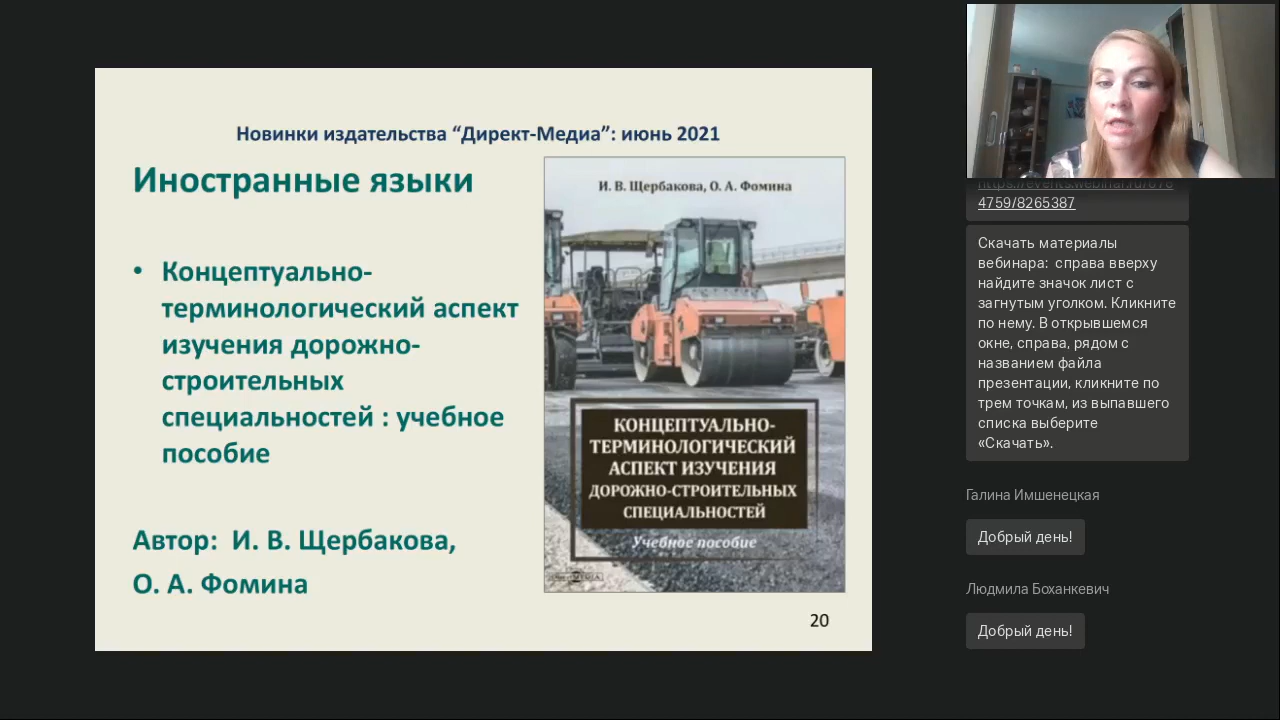 Новинки издательства “Директ-Медиа”: июнь 2021
Иностранные языки
• Концептуально-
терминологический аспект
изучения дорожно-
строительных
специальностей : учебное
пособие
Автор:  И. В. Щербакова,
О. А. Фомина
И. В. Щербакова, О. А. Фомина
КОНЦЕПТУАЛЬНО-
ТЕРМИНОЛОГИЧЕСКИЙ
АСПЕКТ ИЗУЧЕНИЯ
ДОРОЖНО-СТРОИТЕЛЬНЫХ
СПЕЦИАЛЬНОСТЕЙ
Учебное пособие
20
4759/8265387
Скачать материалы
вебинара:  справа вверху
найдите значок лист с
загнутым уголком. Кликните
по нему. В открывшемся
окне, справа, рядом с
названием файла
презентации, кликните по
трем точкам, из выпавшего
списка выберите
«Скачать».
Галина Имшенецкая
Добрый день!
Людмила Боханкевич
Добрый день!